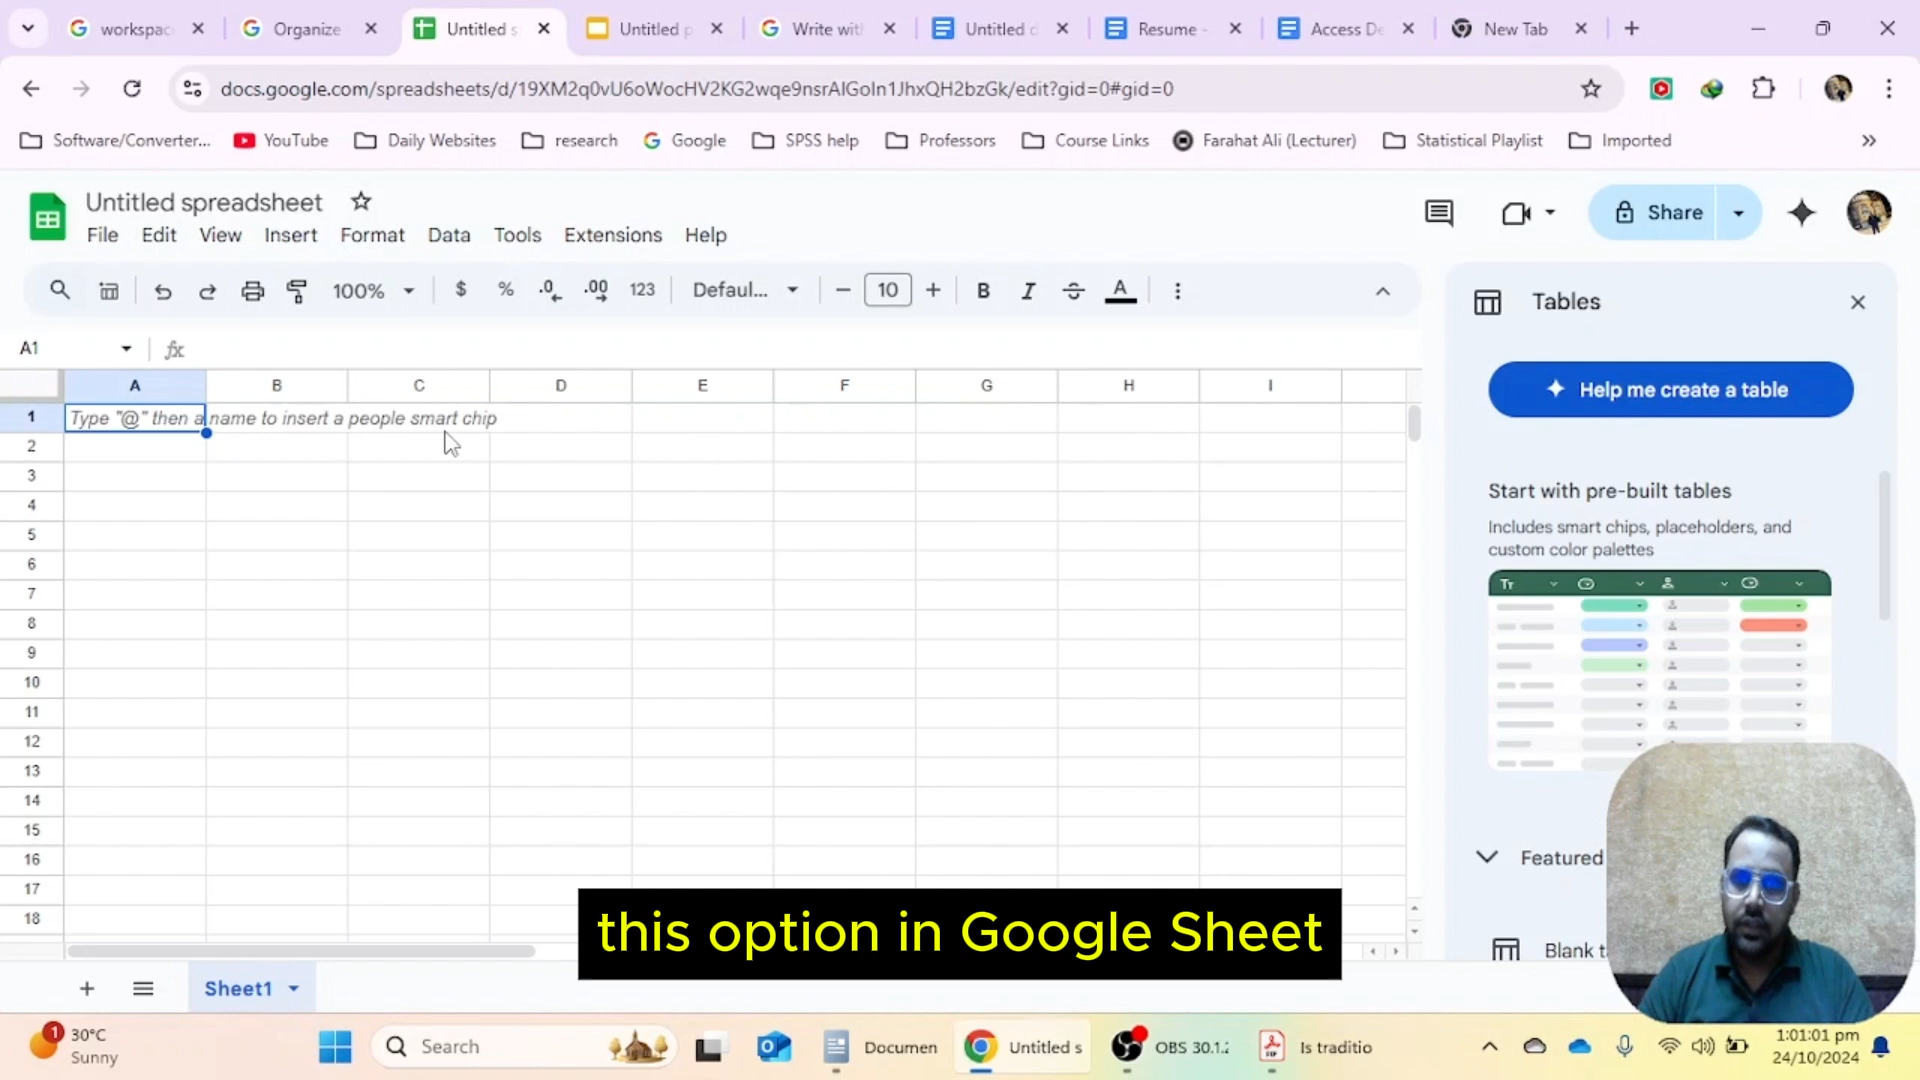 workspac
Organize
Untitled s
Untitled p
Write with
Untitled d
Resume -
Access De
New Tab
docs.google.com/spreadsheets/d/19XM2q0vU6oWocHV2KG2wqe9nsrAIGoIn1JhxQH2bzGk/edit?gid=0#gid=0
Software/Converter...
YouTube
Daily Websites
research
Google
SPSS help
Professors
Course Links
Farahat Ali (Lecturer)
Statistical Playlist
Imported
Untitled spreadsheet
File Edit View Insert Format Data Tools Extensions Help
Share
100%
$ % .0 .00 123
Defaul...
10
B I A
A1
fx
Tables
Help me create a table
Start with pre-built tables
Includes smart chips, placeholders, and
custom color palettes
Featured
Blank t
A B C D E F G H I
1 Type "@" then a name to insert a people smart chip
2
3
4
5
6
7
8
9
10
11
12
13
14
15
16
17
18
this option in Google Sheet
Sheet1
1
30°C
Sunny
Search
Documen
Untitled s
OBS 30.1.2
Is traditio
1:01:01 pm
24/10/2024